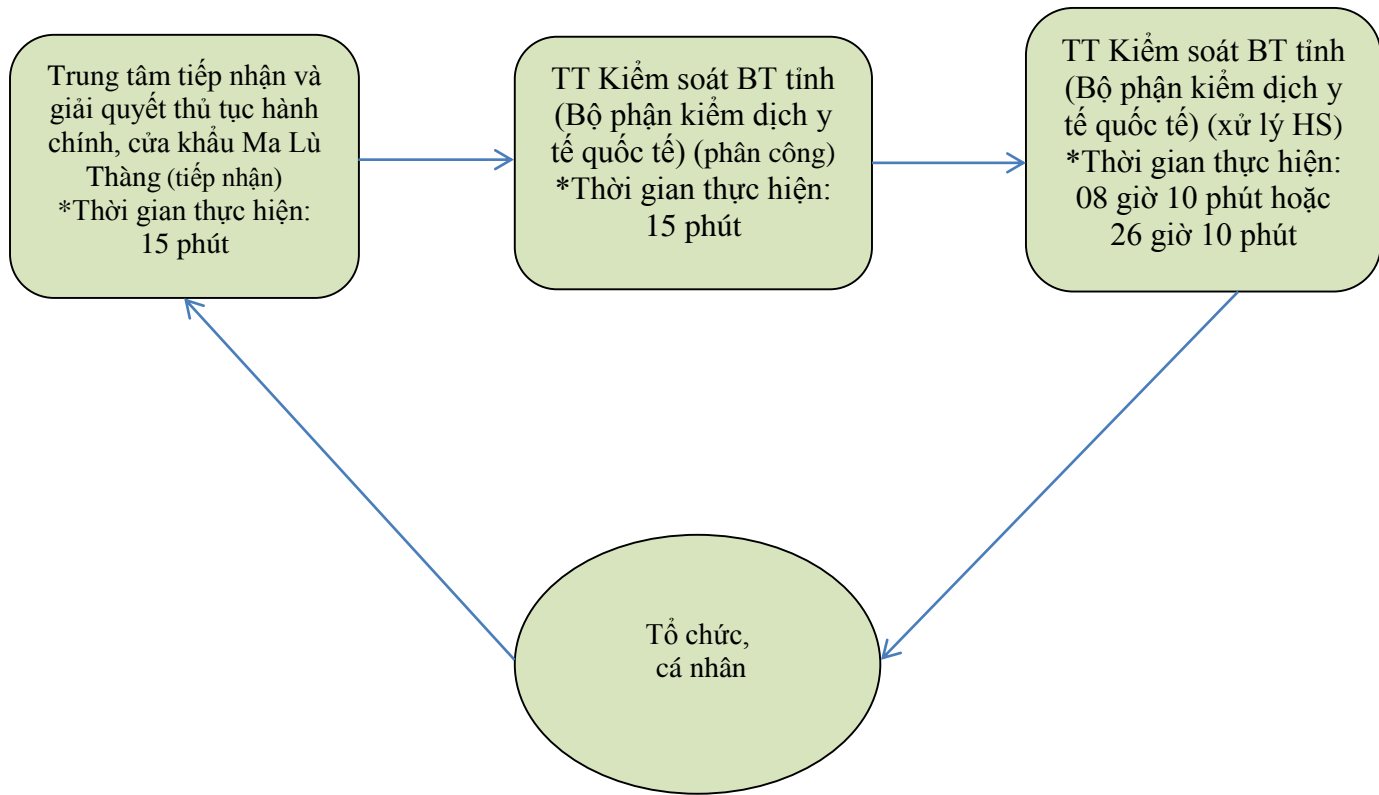 Trung tâm tiếp nhận và
giải quyết thủ tục hành
chính, cửa khẩu Ma Lù
Thàng (tiếp nhận)
*Thời gian thực hiện:
15 phút
TT Kiểm soát BT tỉnh
(Bộ phận kiểm dịch y
tế quốc tế) (phân công)
*Thời gian thực hiện:
15 phút
TT Kiểm soát BT tỉnh
(Bộ phận kiểm dịch y
tế quốc tế) (xử lý HS)
*Thời gian thực hiện:
08 giờ 10 phút hoặc
26 giờ 10 phút
Tổ chức,
cá nhân